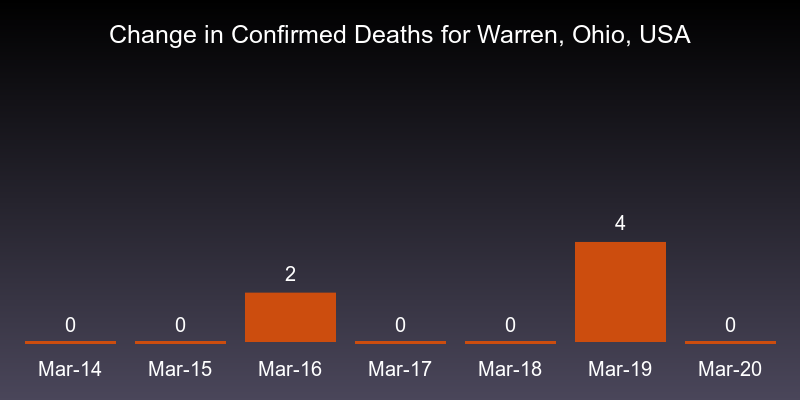 Change in Confirmed Deaths for Warren, Ohio, USA
4
2
0 0 0 0 0
Mar-14 Mar-15 Mar-16 Mar-17 Mar-18 Mar-19 Mar-20